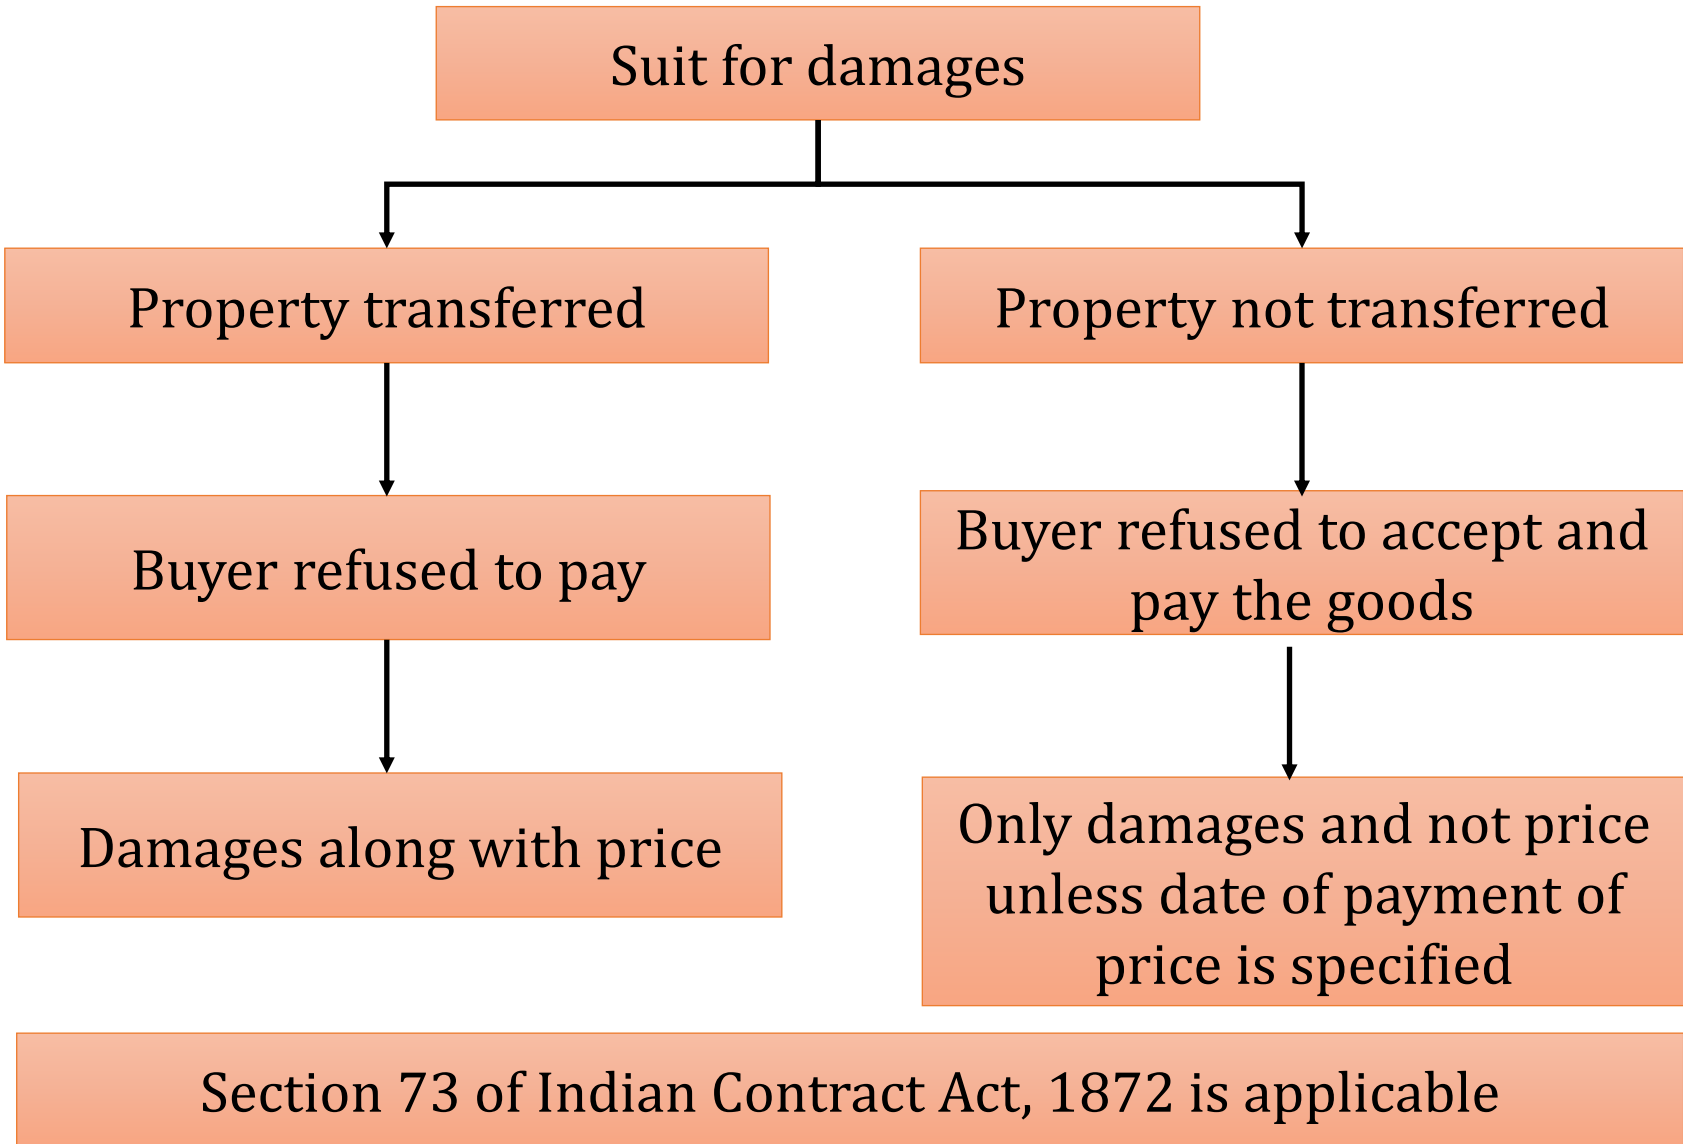 Suit for damages
Property transferred
Property not transferred
Buyer refused to pay
Buyer refused to accept and
pay the goods
Damages along with price
Only damages and not price
unless date of payment of
price is specified
Section 73 of Indian Contract Act, 1872 is applicable